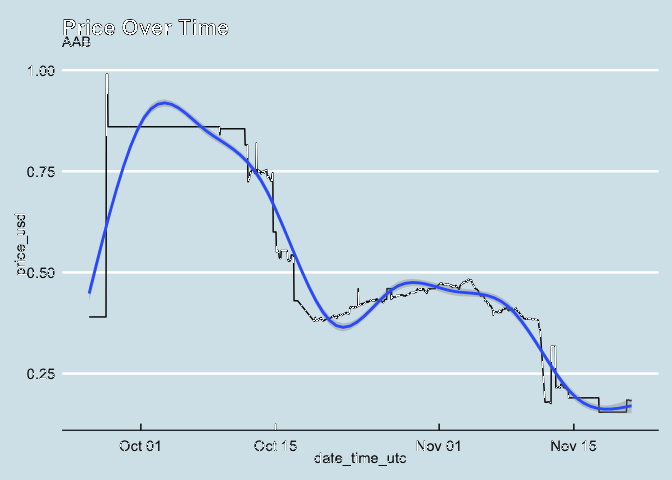 Price Over Time
AAB
1.00
0.75
0.50
0.25
price_usd
Oct 01
Oct 15
Nov 01
Nov 15
date_time_utc